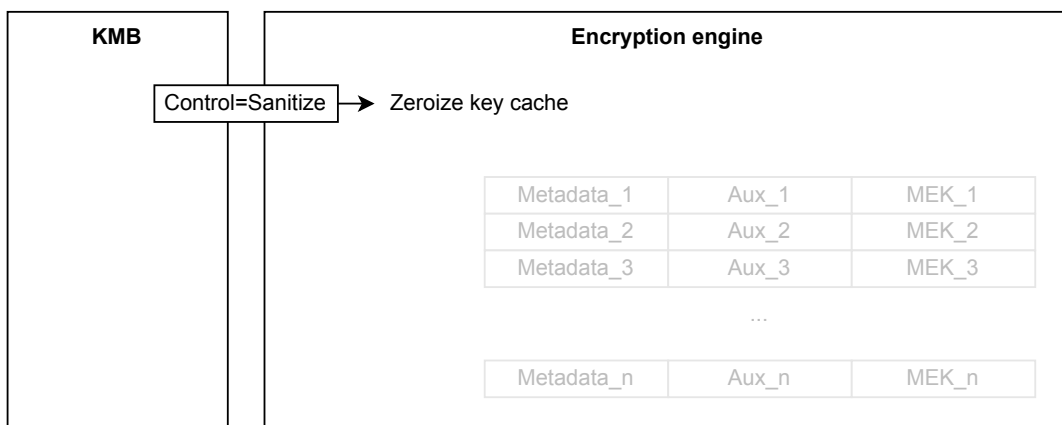 KMB
Encryption engine
Control=Sanitize
Zeroize key cache
Metadata_1 Aux_1 MEK_1
Metadata_2 Aux_2 MEK_2
Metadata_3 Aux_3 MEK_3
...
Metadata_n Aux_n MEK_n